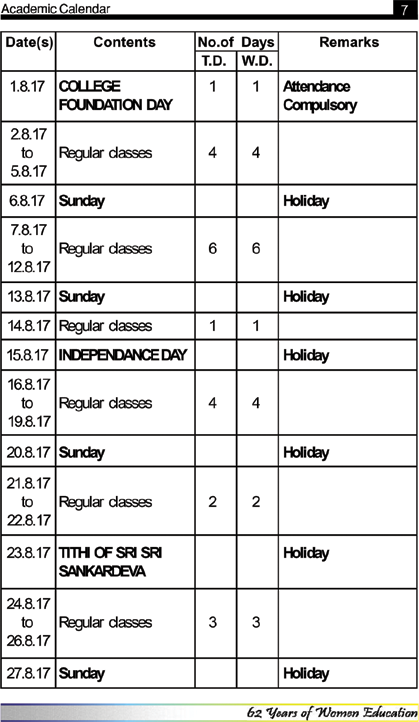 Academic Calendar 7
Date(s) Contents No.of Days Remarks
T.D. W.D.
1.8.17 COLLEGE 1 1 Attendance
FOUNDATION DAY Compulsory
2.8.17
to Regular classes 4 4
5.8.17
6.8.17 Sunday Holiday
7.8.17
to Regular classes 6 6
12.8.17
13.8.17 Sunday Holiday
14.8.17 Regular classes 1 1
15.8.17 INDEPENDANCE DAY Holiday
16.8.17
to Regular classes 4 4
19.8.17
20.8.17 Sunday Holiday
21.8.17
to Regular classes 2 2
22.8.17
23.8.17 TITHI OF SRI SRI Holiday
SANKARDEVA
24.8.17
to Regular classes 3 3
26.8.17
27.8.17 Sunday Holiday
62 Years of Women Education